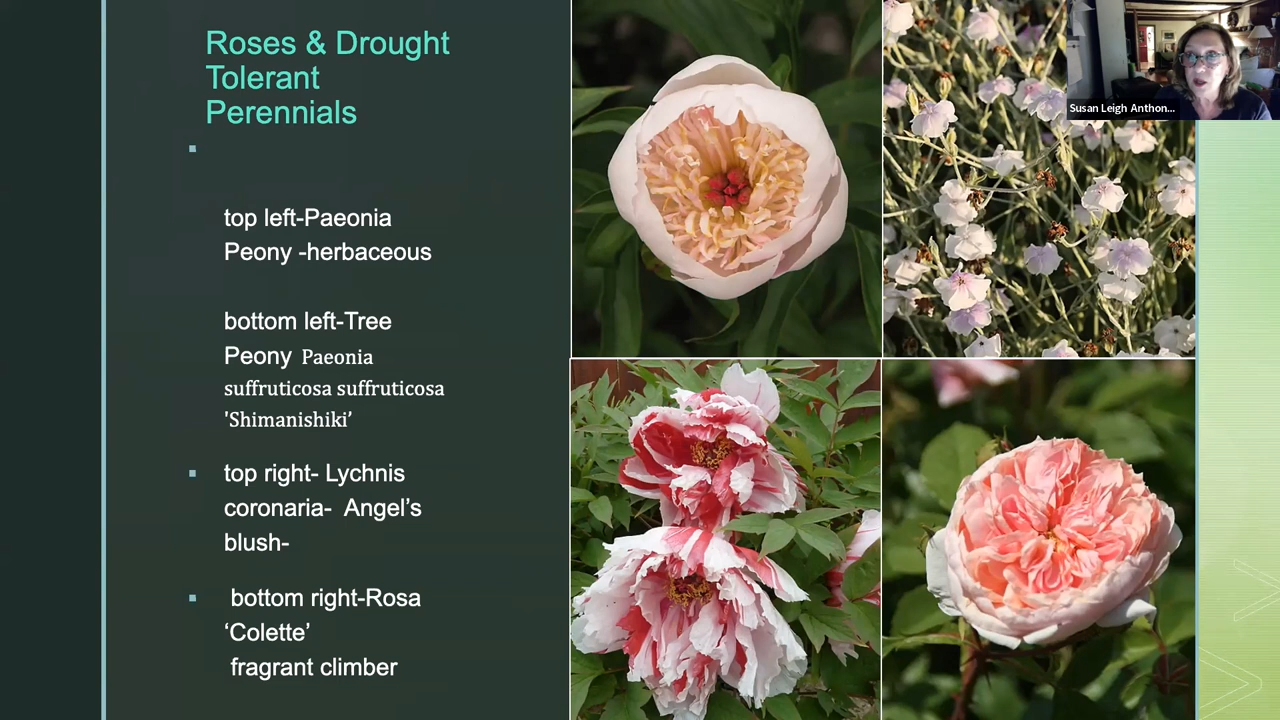 Roses & Drought
Tolerant
Perennials
top left-Paeonia
Peony -herbaceous
bottom left-Tree
Peony Paeonia
suffruticosa suffruticosa
'Shimanishiki’
top right- Lychnis
coronaria- Angel’s
blush-
bottom right-Rosa
‘Colette’
fragrant climber
Susan Leigh Anthon...